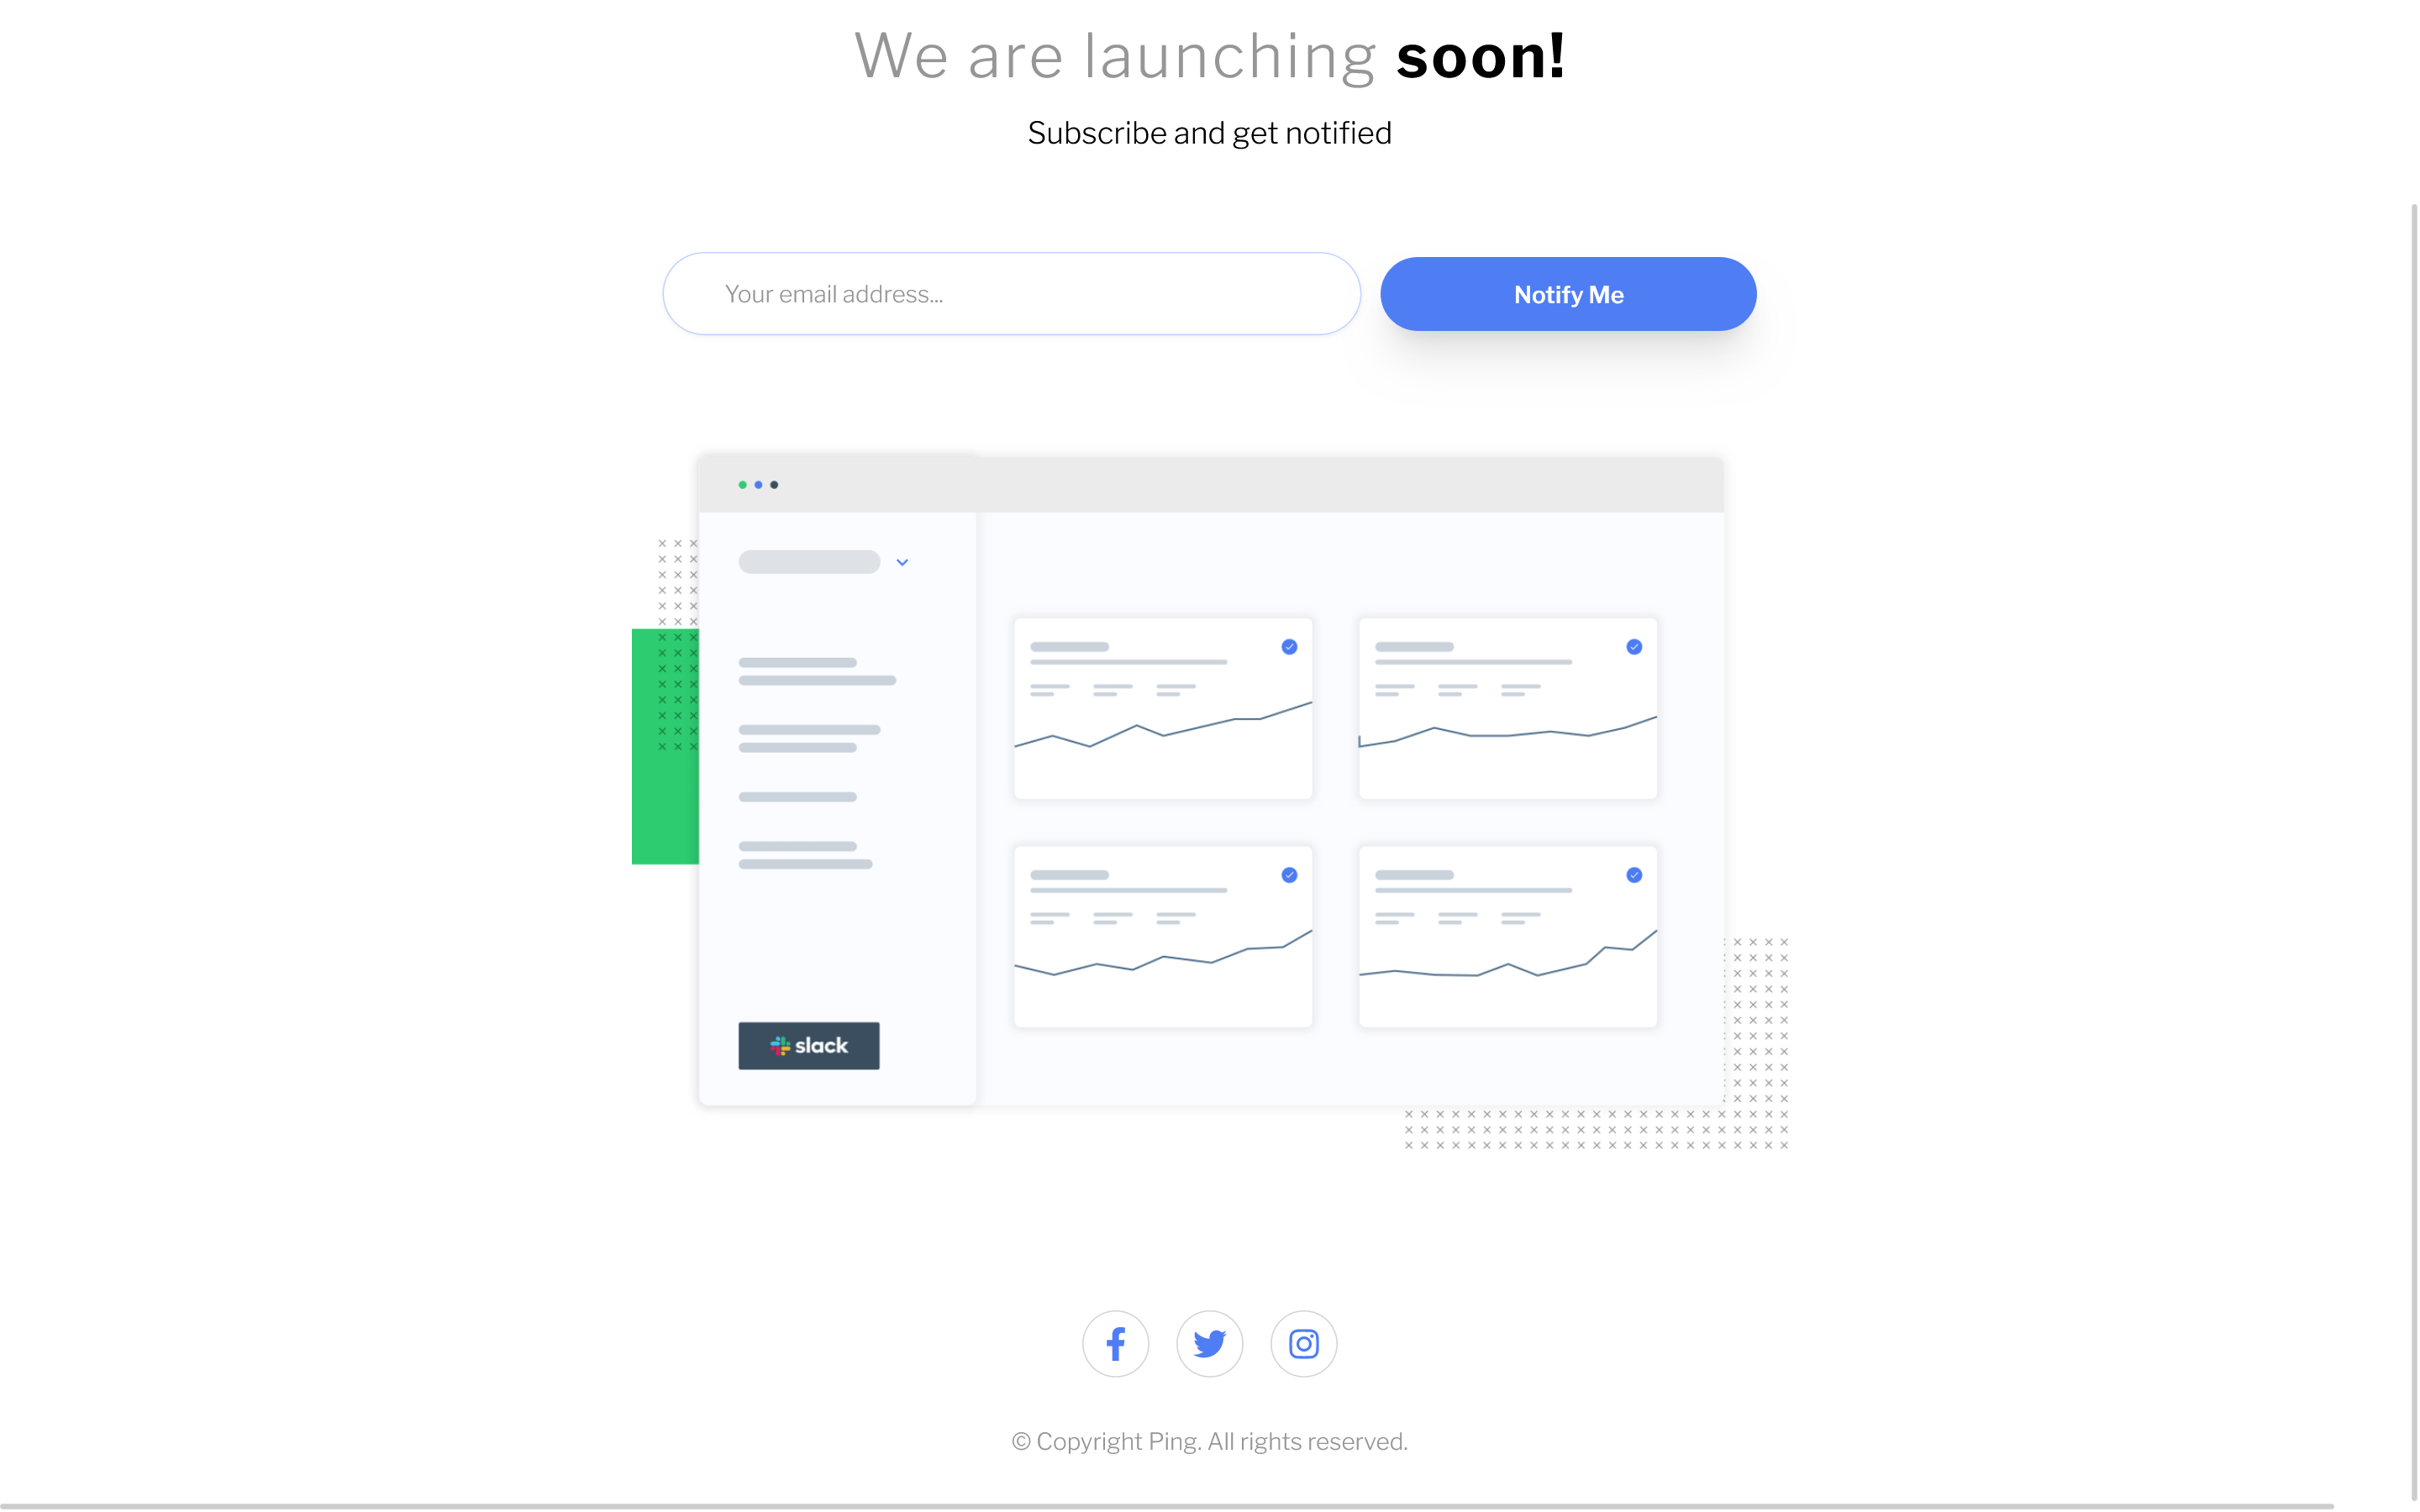 We are launching soon!
Subscribe and get notified
Your email address...
Notify Me
slack
© Copyright Ping. All rights reserved.